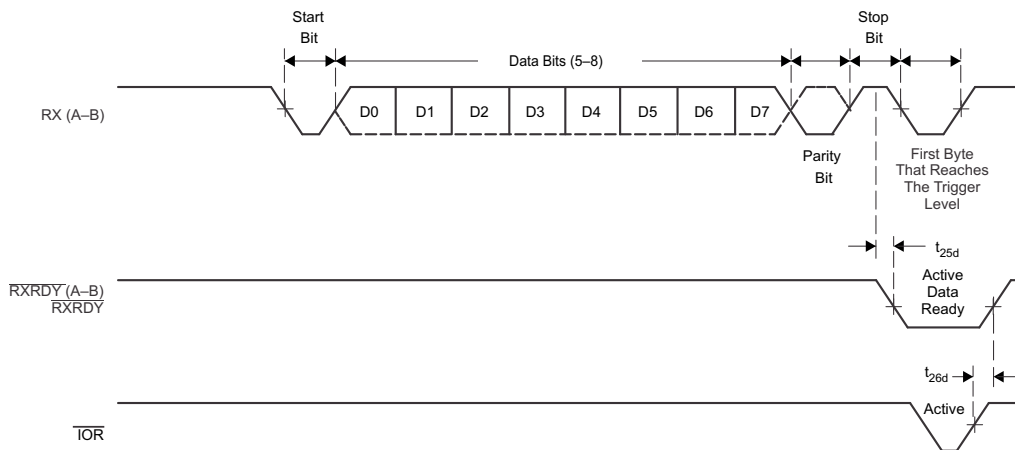 Start
Bit
Stop
Bit
Data Bits (5–8)
RX (A–B)
D0 D1 D2 D3 D4 D5 D6 D7
Parity
Bit
First Byte
That Reaches
The Trigger
Level
t25d
RXRDY (A–B)
RXRDY
Active
Data
Ready
t26d
Active
IOR